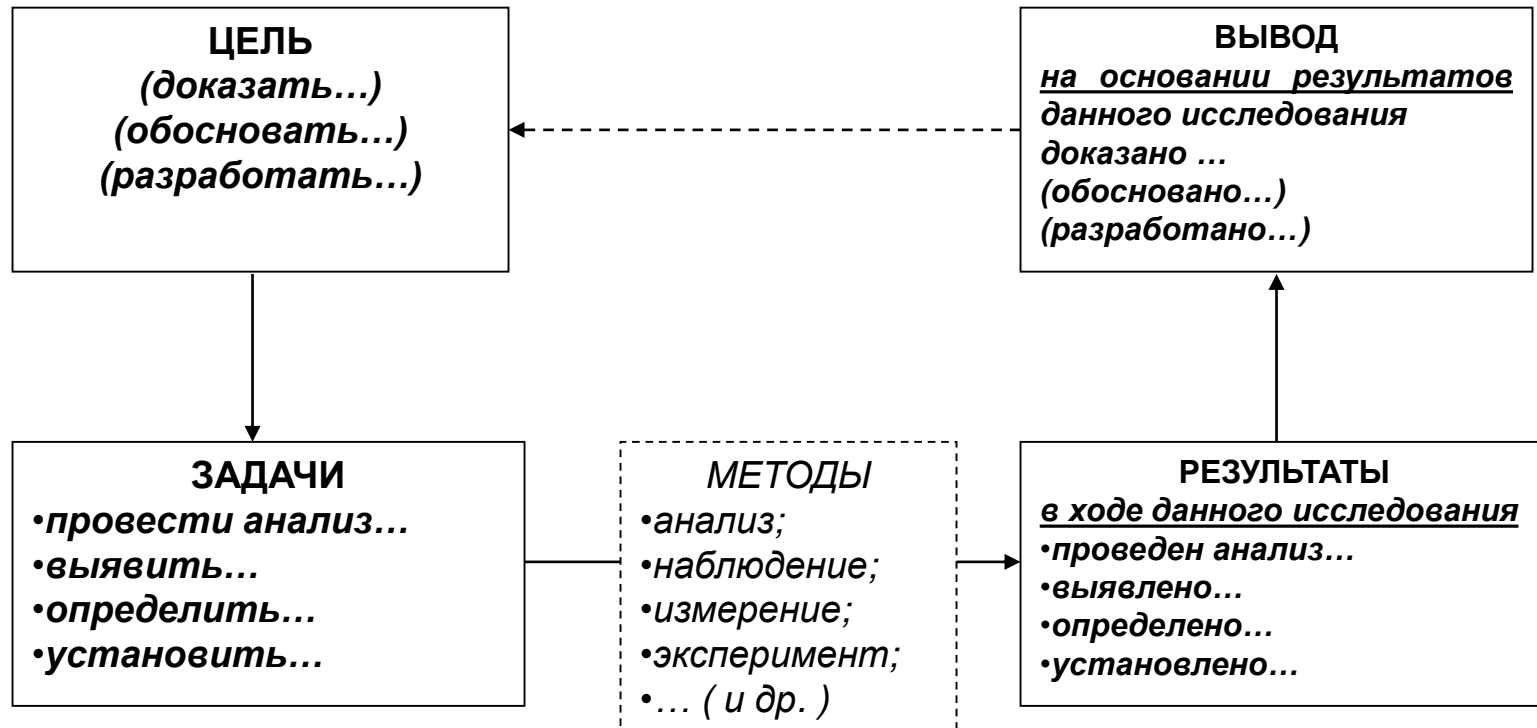 ЦЕЛЬ
(доказать…)
(обосновать…)
(разработать…)
ВЫВОД
на основании результатов
данного исследования
доказано …
(обосновано…)
(разработано…)
ЗАДАЧИ
•провести анализ…
•выявить…
•определить…
•установить…
МЕТОДЫ
•анализ;
•наблюдение;
•измерение;
•эксперимент;
•… ( и др. )
РЕЗУЛЬТАТЫ
в ходе данного исследования
•проведен анализ…
•выявлено…
•определено…
•установлено…